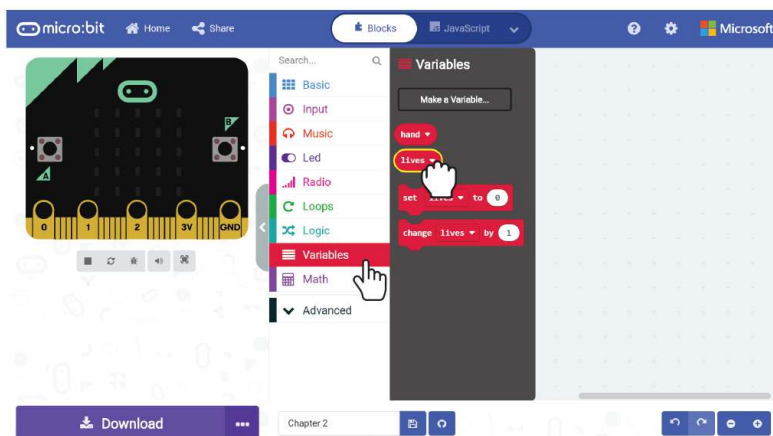 micro:bit Home Share Blocks JavaScript Microsoft
Search...
Basic
Input
Music
Led
Radio
Loops
Logic
Variables
Math
Advanced
Variables
Make a Variable...
hand
lives
set lives to 0
change lives by 1
B
A
0 1 2 3V GND
Download
Chapter 2